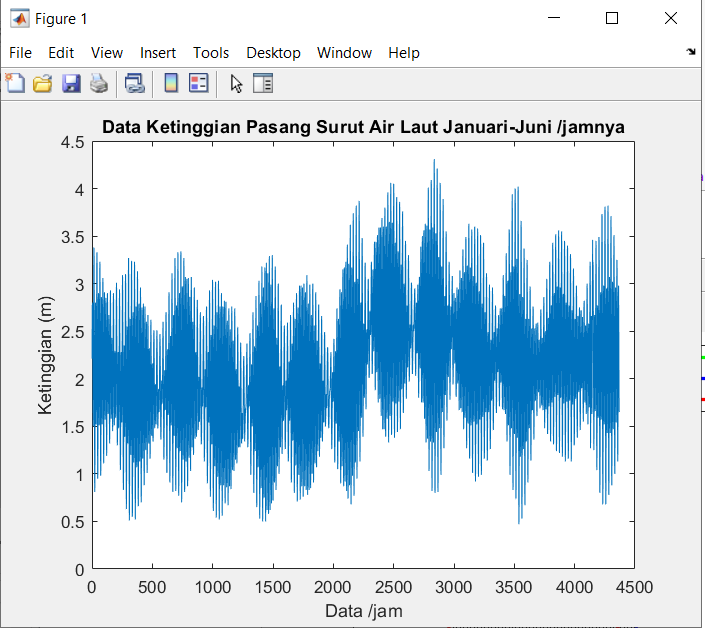 Figure 1
File Edit View Insert Tools Desktop Window Help
Data Ketinggian Pasang Surut Air Laut Januari-Juni /jamnya
4.5
4
3.5
3
2.5
2
1.5
1
0.5
0
Ketinggian (m)
0 500 1000 1500 2000 2500 3000 3500 4000 4500
Data /jam